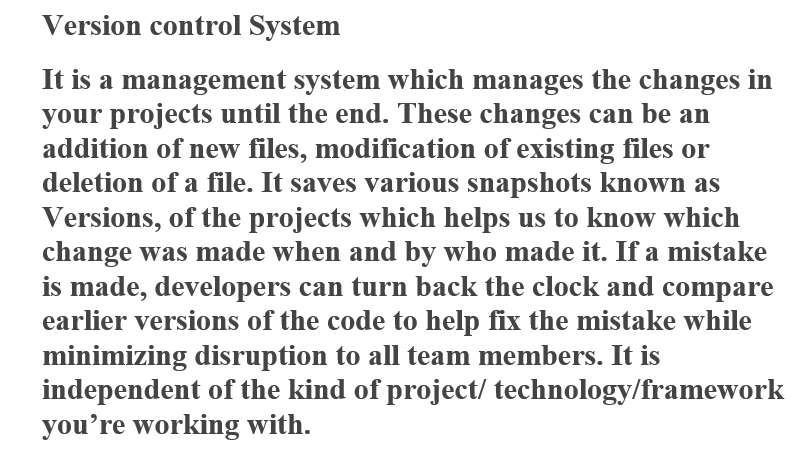 Version control System
It is a management system which manages the changes in
your projects until the end. These changes can be an
addition of new files, modification of existing files or
deletion of a file. It saves various snapshots known as
Versions, of the projects which helps us to know which
change was made when and by who made it. If a mistake
is made, developers can turn back the clock and compare
earlier versions of the code to help fix the mistake while
minimizing disruption to all team members. It is
independent of the kind of project/ technology/framework
you’re working with.